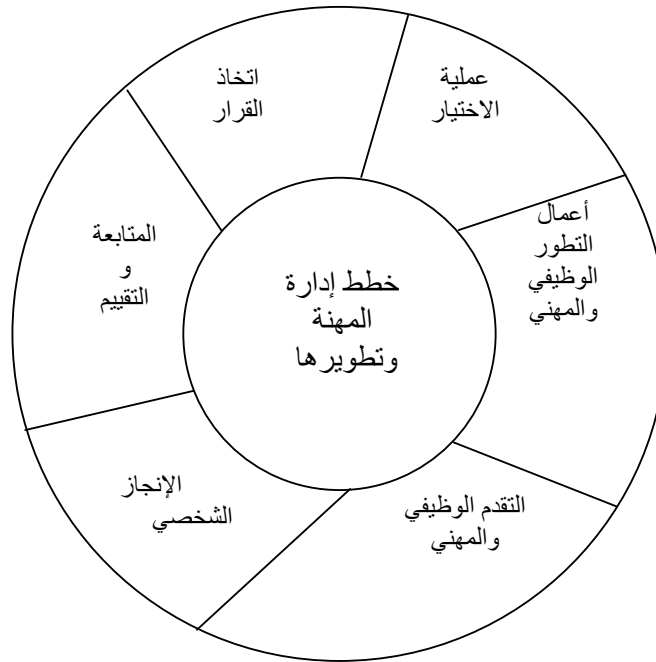 عملية
الاختيار
أعمال
التطور
الوظيفي
والمهني
التقدم الوظيفي
والمهني
الإنجاز
الشخصي
المتابعة
و
التقييم
اتخاذ
القرار
خطط إدارة
المهنة
وتطويرها